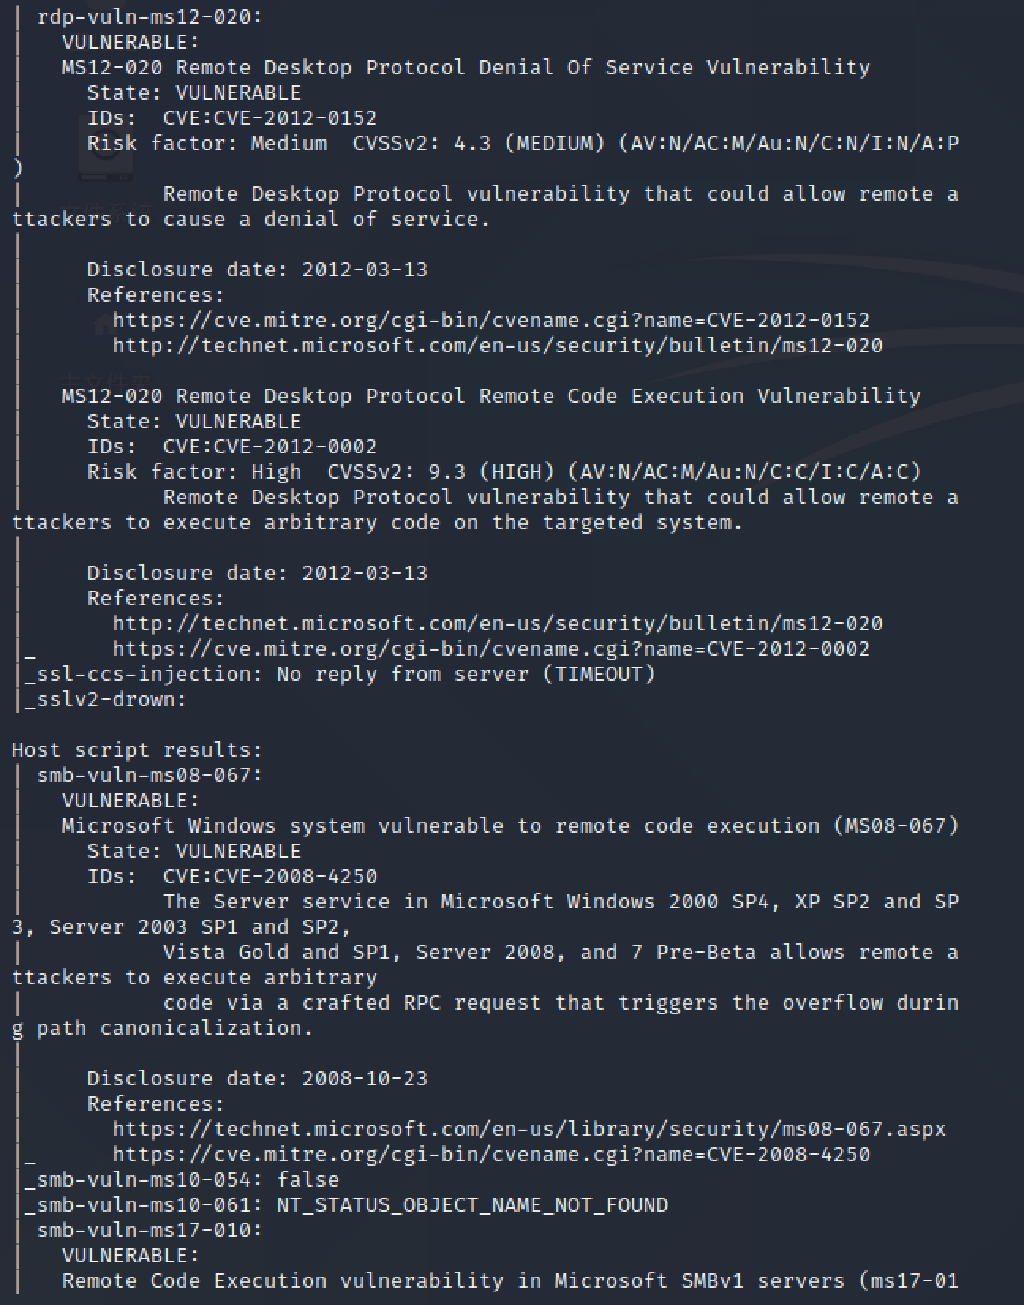 | rdp-vuln-ms12-020:
|   VULNERABLE:
|   MS12-020 Remote Desktop Protocol Denial Of Service Vulnerability
|     State: VULNERABLE
|     IDs:  CVE:CVE-2012-0152
|     Risk factor: Medium  CVSSv2: 4.3 (MEDIUM) (AV:N/AC:M/Au:N/C:N/I:N/A:P
)
|           Remote Desktop Protocol vulnerability that could allow remote a
ttackers to cause a denial of service.
|
|     Disclosure date: 2012-03-13
|     References:
|       https://cve.mitre.org/cgi-bin/cvename.cgi?name=CVE-2012-0152
|       http://technet.microsoft.com/en-us/security/bulletin/ms12-020
|
|   MS12-020 Remote Desktop Protocol Remote Code Execution Vulnerability
|     State: VULNERABLE
|     IDs:  CVE:CVE-2012-0002
|     Risk factor: High  CVSSv2: 9.3 (HIGH) (AV:N/AC:M/Au:N/C:C/I:C/A:C)
|           Remote Desktop Protocol vulnerability that could allow remote a
ttackers to execute arbitrary code on the targeted system.
|
|     Disclosure date: 2012-03-13
|     References:
|       http://technet.microsoft.com/en-us/security/bulletin/ms12-020
|_      https://cve.mitre.org/cgi-bin/cvename.cgi?name=CVE-2012-0002
|_ssl-ccs-injection: No reply from server (TIMEOUT)
|_sslv2-drown:

Host script results:
| smb-vuln-ms08-067:
|   VULNERABLE:
|   Microsoft Windows system vulnerable to remote code execution (MS08-067)
|     State: VULNERABLE
|     IDs:  CVE:CVE-2008-4250
|           The Server service in Microsoft Windows 2000 SP4, XP SP2 and SP
3, Server 2003 SP1 and SP2,
|           Vista Gold and SP1, Server 2008, and 7 Pre-Beta allows remote a
ttackers to execute arbitrary
|           code via a crafted RPC request that triggers the overflow durin
g path canonicalization.
|
|     Disclosure date: 2008-10-23
|     References:
|       https://technet.microsoft.com/en-us/library/security/ms08-067.aspx
|_      https://cve.mitre.org/cgi-bin/cvename.cgi?name=CVE-2008-4250
|_smb-vuln-ms10-054: false
|_smb-vuln-ms10-061: NT_STATUS_OBJECT_NAME_NOT_FOUND
| smb-vuln-ms17-010:
|   VULNERABLE:
|   Remote Code Execution vulnerability in Microsoft SMBv1 servers (ms17-01